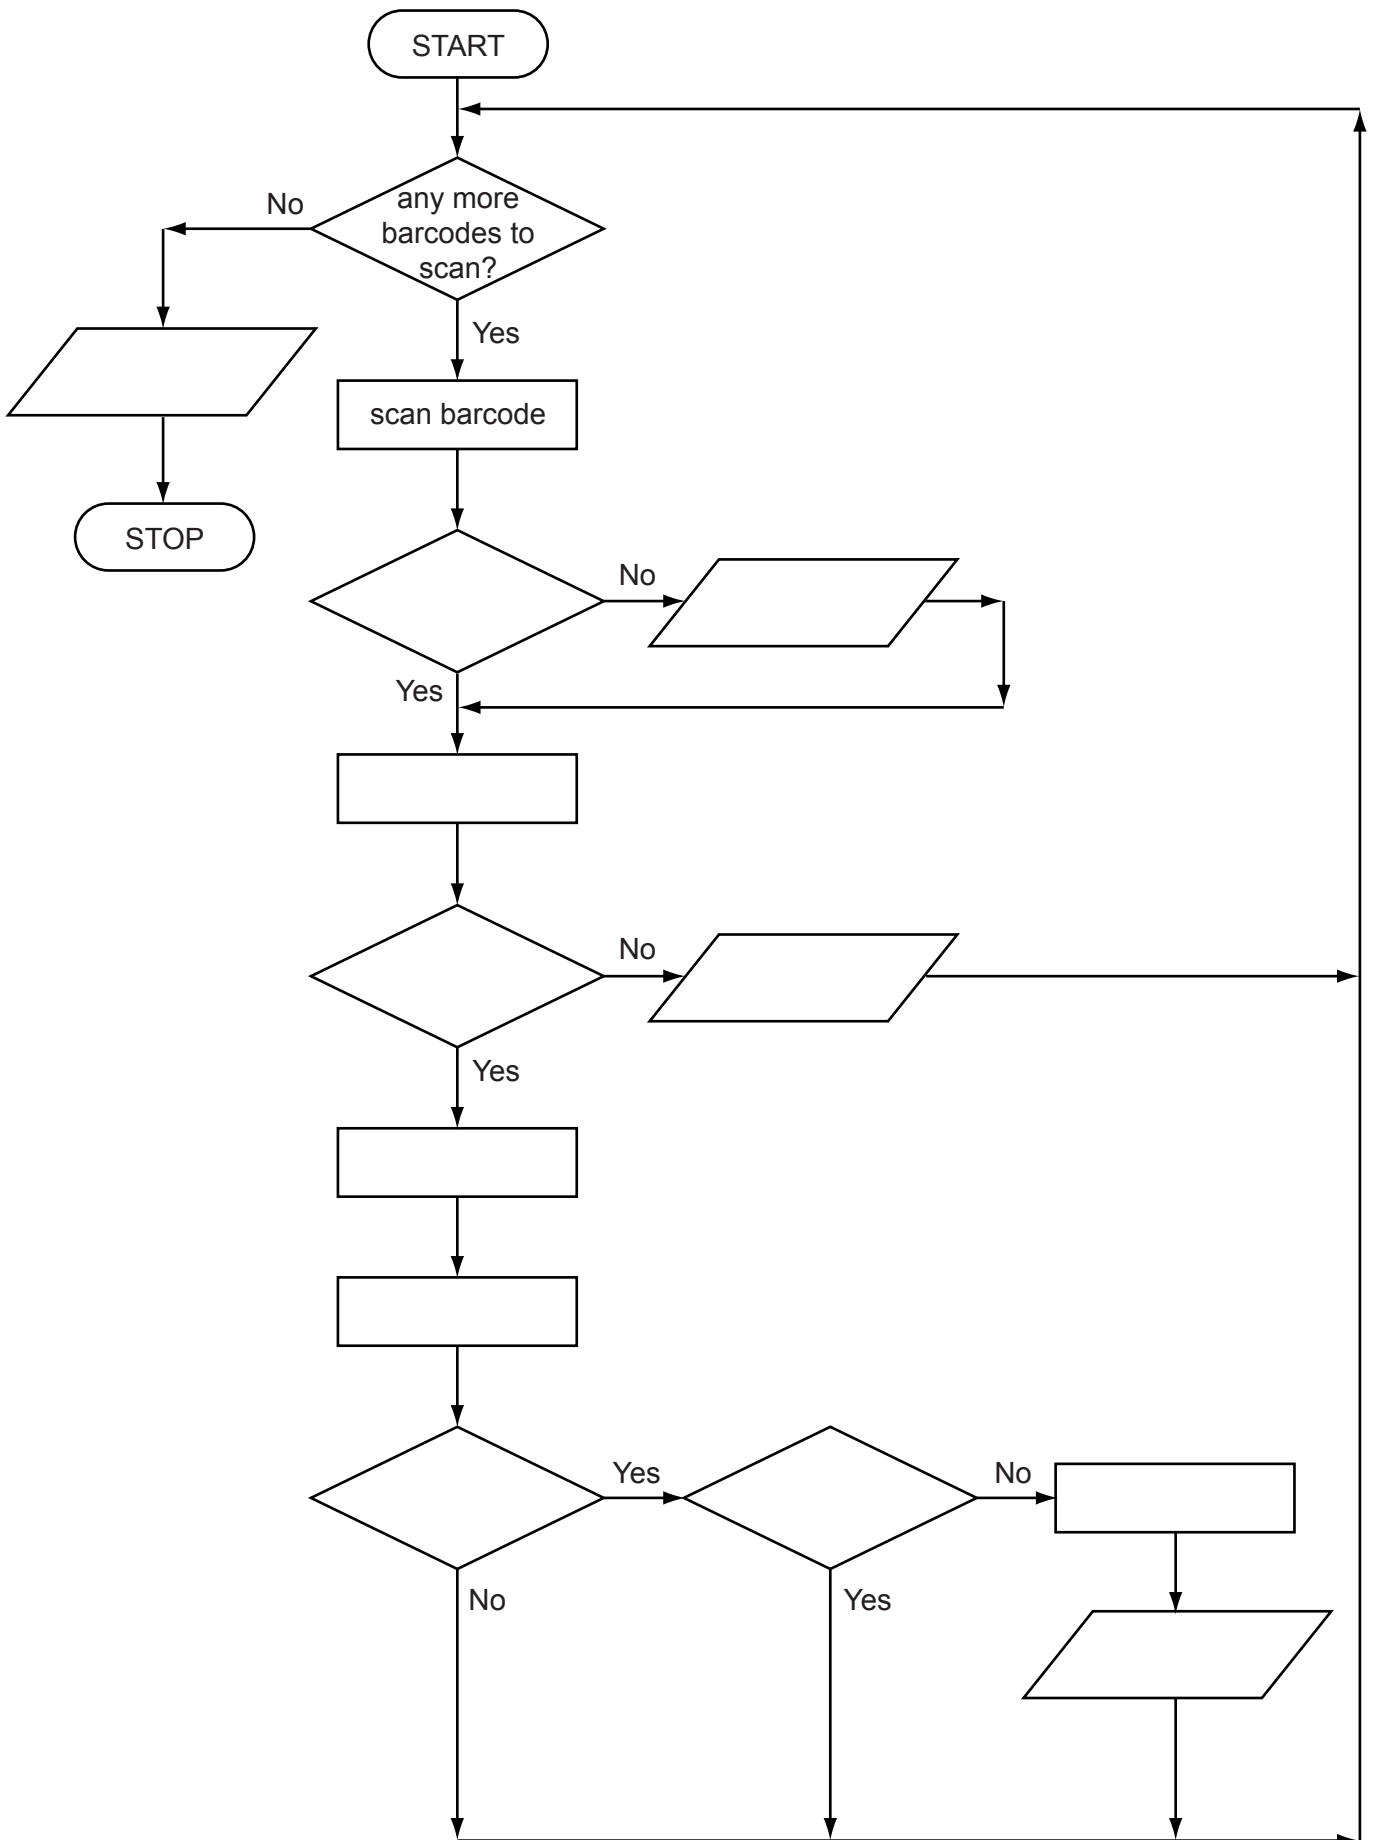 START
No
any more
barcodes to
scan?
Yes
scan barcode
STOP
No
Yes
No
Yes
Yes
No
No
Yes